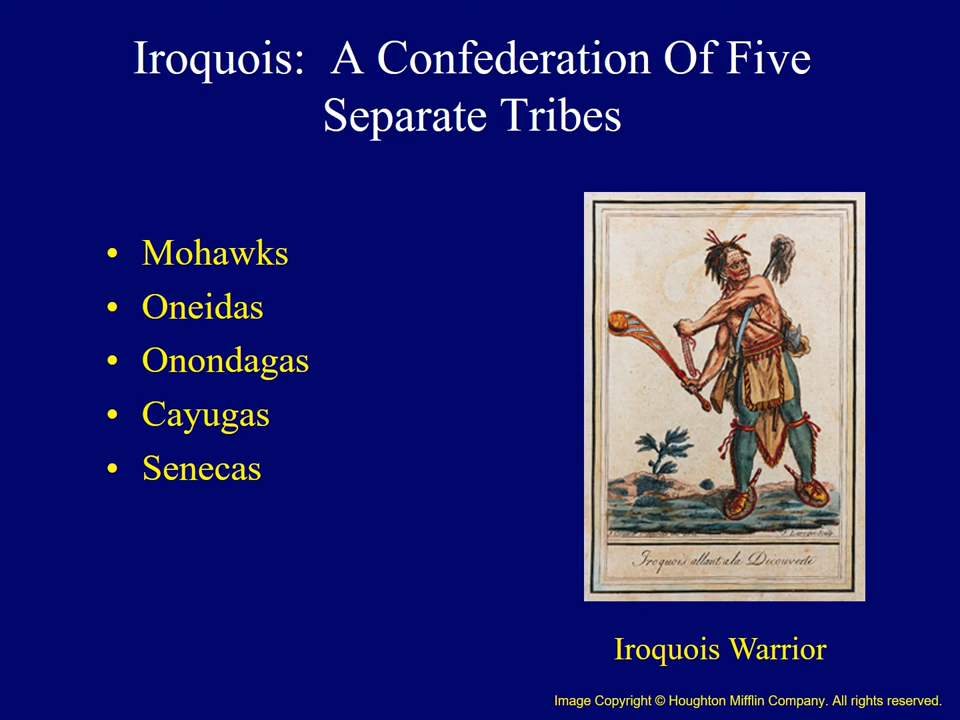 Iroquois: A Confederation Of Five
Separate Tribes
• Mohawks
• Oneidas
• Onondagas
• Cayugas
• Senecas
Iroquois allant a la Découverte
Iroquois Warrior
Image Copyright © Houghton Mifflin Company. All rights reserved.